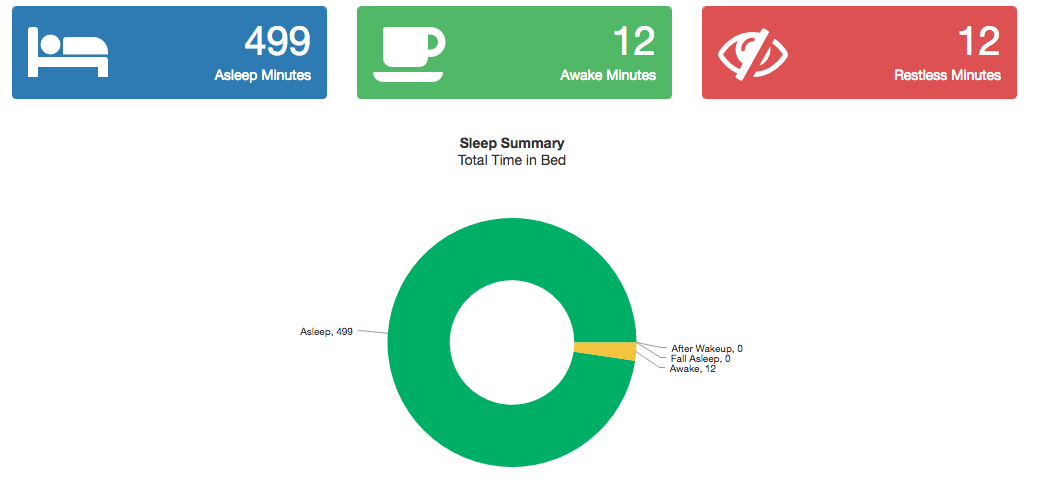 499
Asleep Minutes
12
Awake Minutes
12
Restless Minutes
Sleep Summary
Total Time in Bed
Asleep, 499
After Wakeup, 0
Fall Asleep, 0
Awake, 12